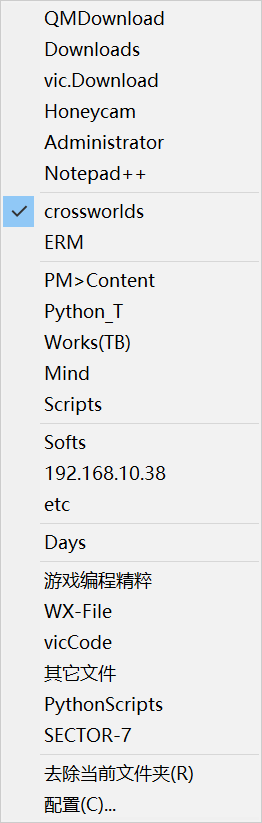 QMDownload
Downloads
vic.Download
Honeycam
Administrator
Notepad++
crossworlds
ERM
PM>Content
Python_T
Works(TB)
Mind
Scripts
Softs
192.168.10.38
etc
Days
游戏编程精粹
WX-File
vicCode
其它文件
PythonScripts
SECTOR-7
去除当前文件夹(R)
配置(C)...